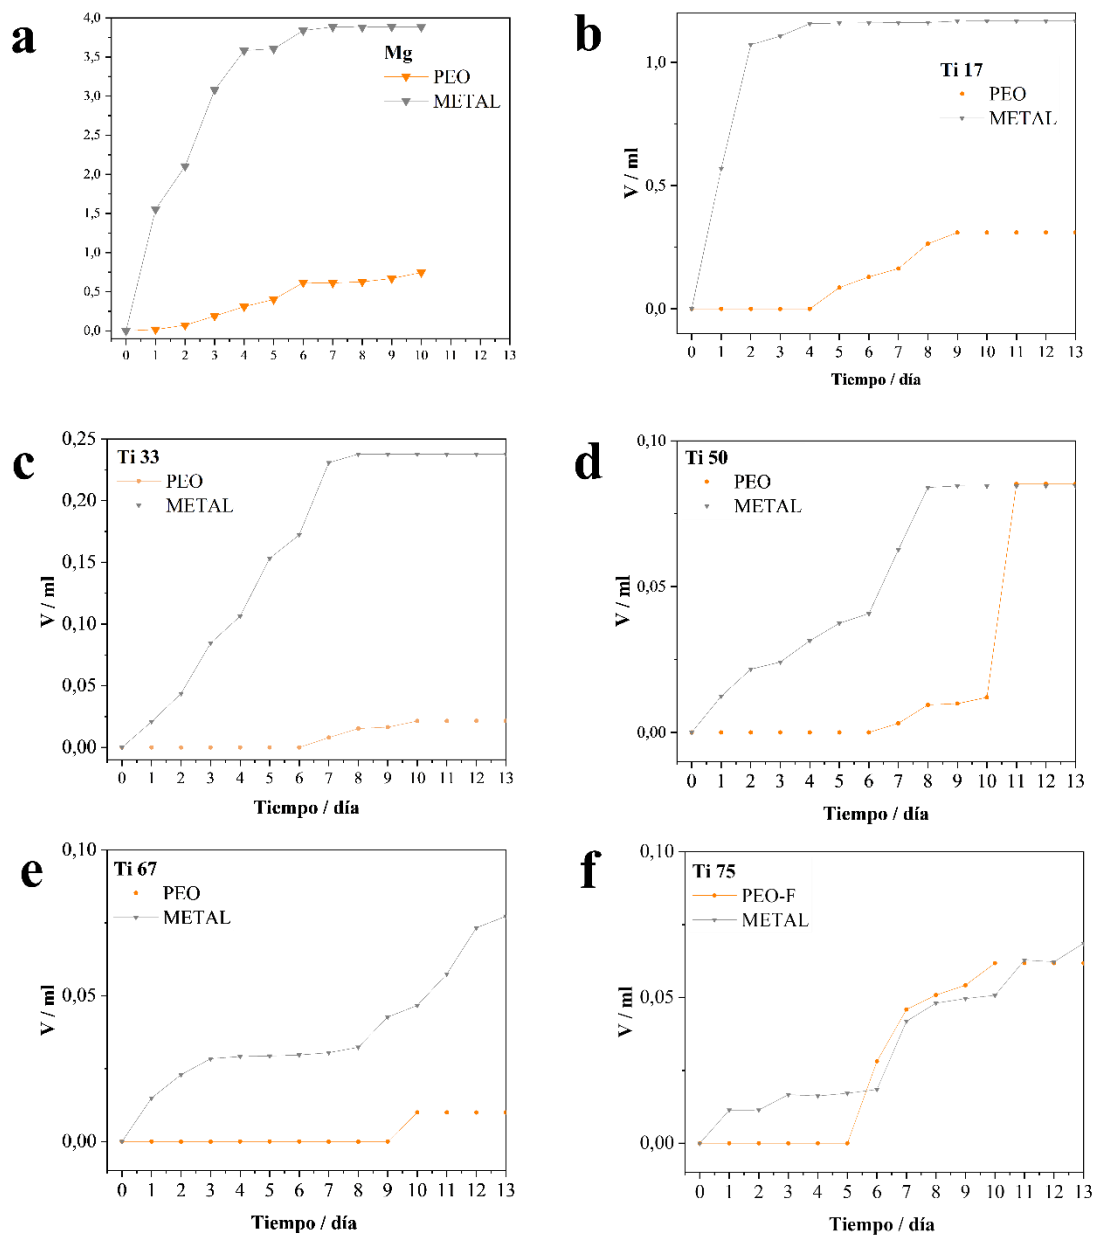 a
Mg
PEO
METAL
4,0
3,5
3,0
2,5
2,0
1,5
1,0
0,5
0,0
0 1 2 3 4 5 6 7 8 9 10 11 12 13
b
Ti 17
PEO
METAL
V / ml
1,0
0,5
0,0
0 1 2 3 4 5 6 7 8 9 10 11 12 13
Tiempo / día
c
Ti 33
PEO
METAL
V / ml
0,25
0,20
0,15
0,10
0,05
0,00
0 1 2 3 4 5 6 7 8 9 10 11 12 13
Tiempo / día
d
Ti 50
PEO
METAL
V / ml
0,10
0,05
0,00
0 1 2 3 4 5 6 7 8 9 10 11 12 13
Tiempo / día
e
Ti 67
PEO
METAL
V / ml
0,10
0,05
0,00
0 1 2 3 4 5 6 7 8 9 10 11 12 13
Tiempo / día
f
Ti 75
PEO-F
METAL
V / ml
0,10
0,05
0,00
0 1 2 3 4 5 6 7 8 9 10 11 12 13
Tiempo / día